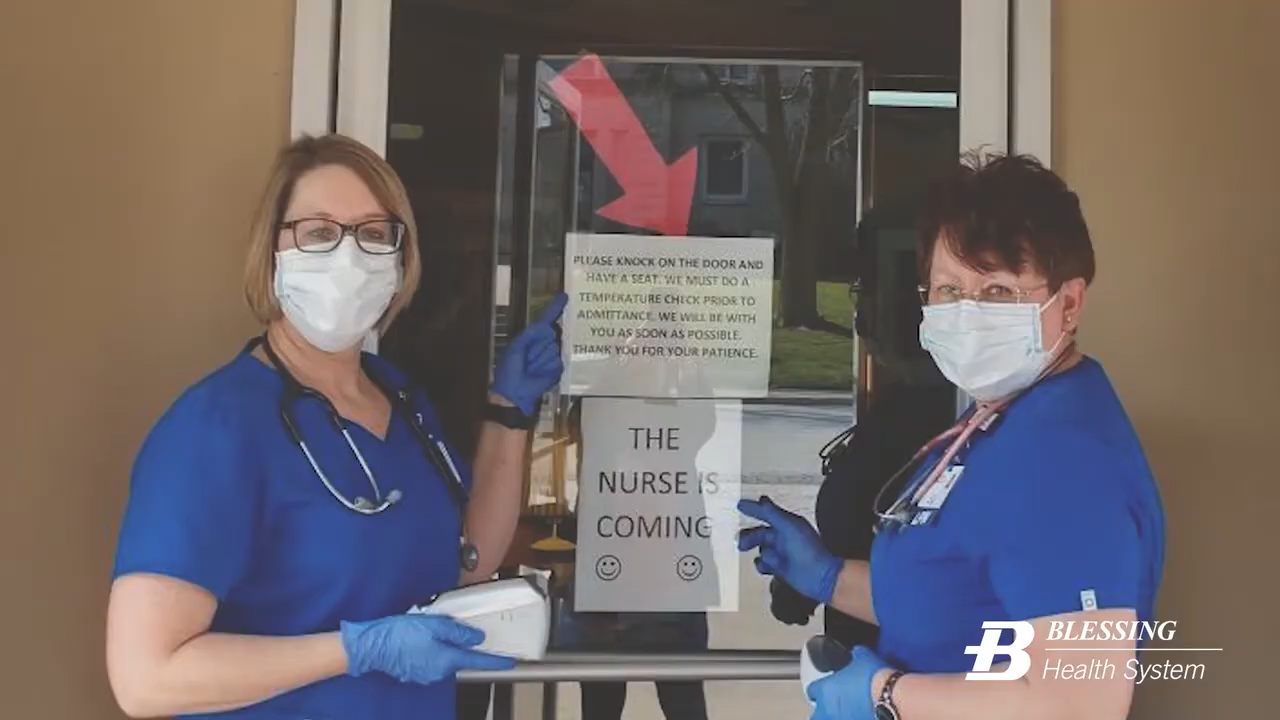 PLEASE KNOCK ON THE DOOR AND
HAVE A SEAT. WE MUST DO A
TEMPERATURE CHECK PRIOR TO
ADMITTANCE. WE WILL BE WITH
YOU AS SOON AS POSSIBLE.
THANK YOU FOR YOUR PATIENCE.
THE
NURSE IS
COMING
B BLESSING
Health System